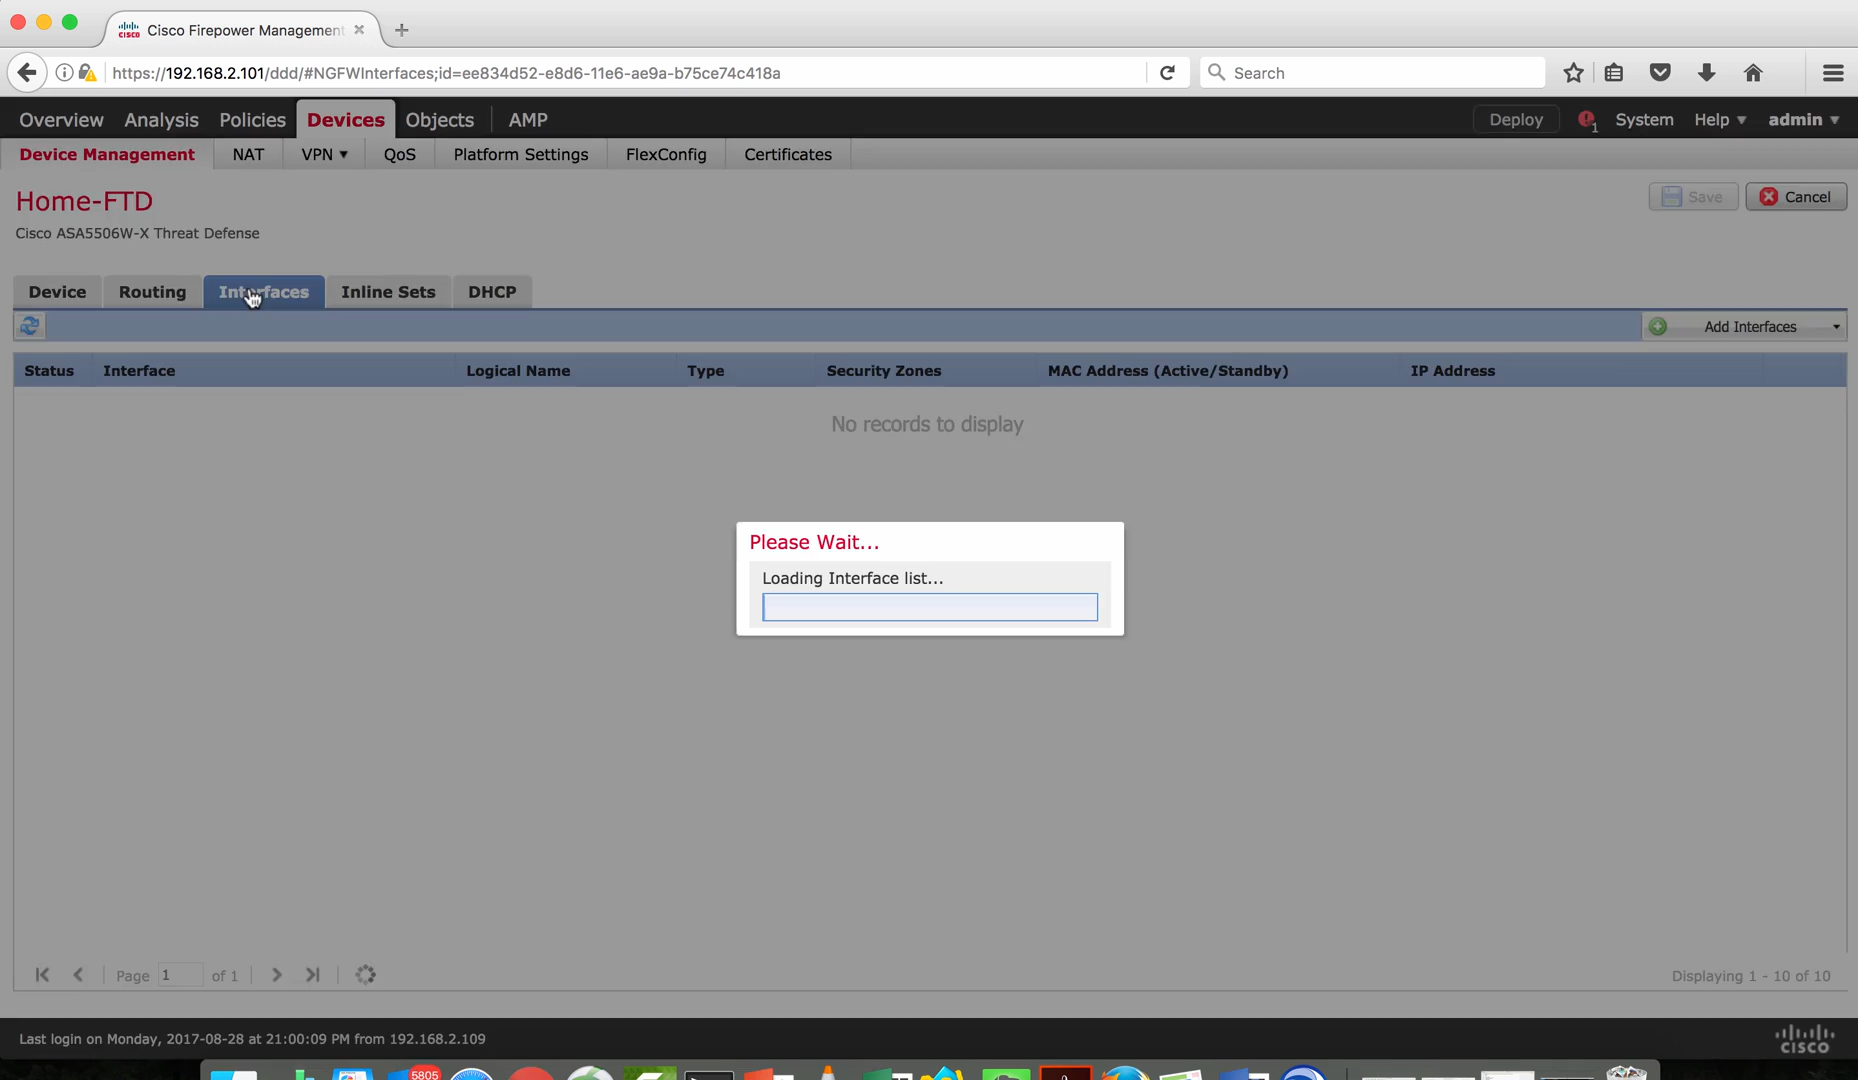 Cisco Firepower Management
https://192.168.2.101/ddd/#NGFWInterfaces;id=ee834d52-e8d6-11e6-ae9a-b75ce74c418a
Search
Overview Analysis Policies Devices Objects AMP
Deploy 1 System Help admin
Device Management NAT VPN QoS Platform Settings FlexConfig Certificates
Home-FTD
Save Cancel
Cisco ASA5506W-X Threat Defense
Device Routing Interfaces Inline Sets DHCP
Add Interfaces
Status Interface Logical Name Type Security Zones MAC Address (Active/Standby) IP Address
No records to display
Please Wait...
Loading Interface list...
Page 1 of 1
Displaying 1 - 10 of 10
Last login on Monday, 2017-08-28 at 21:00:09 PM from 192.168.2.109
CISCO
5805